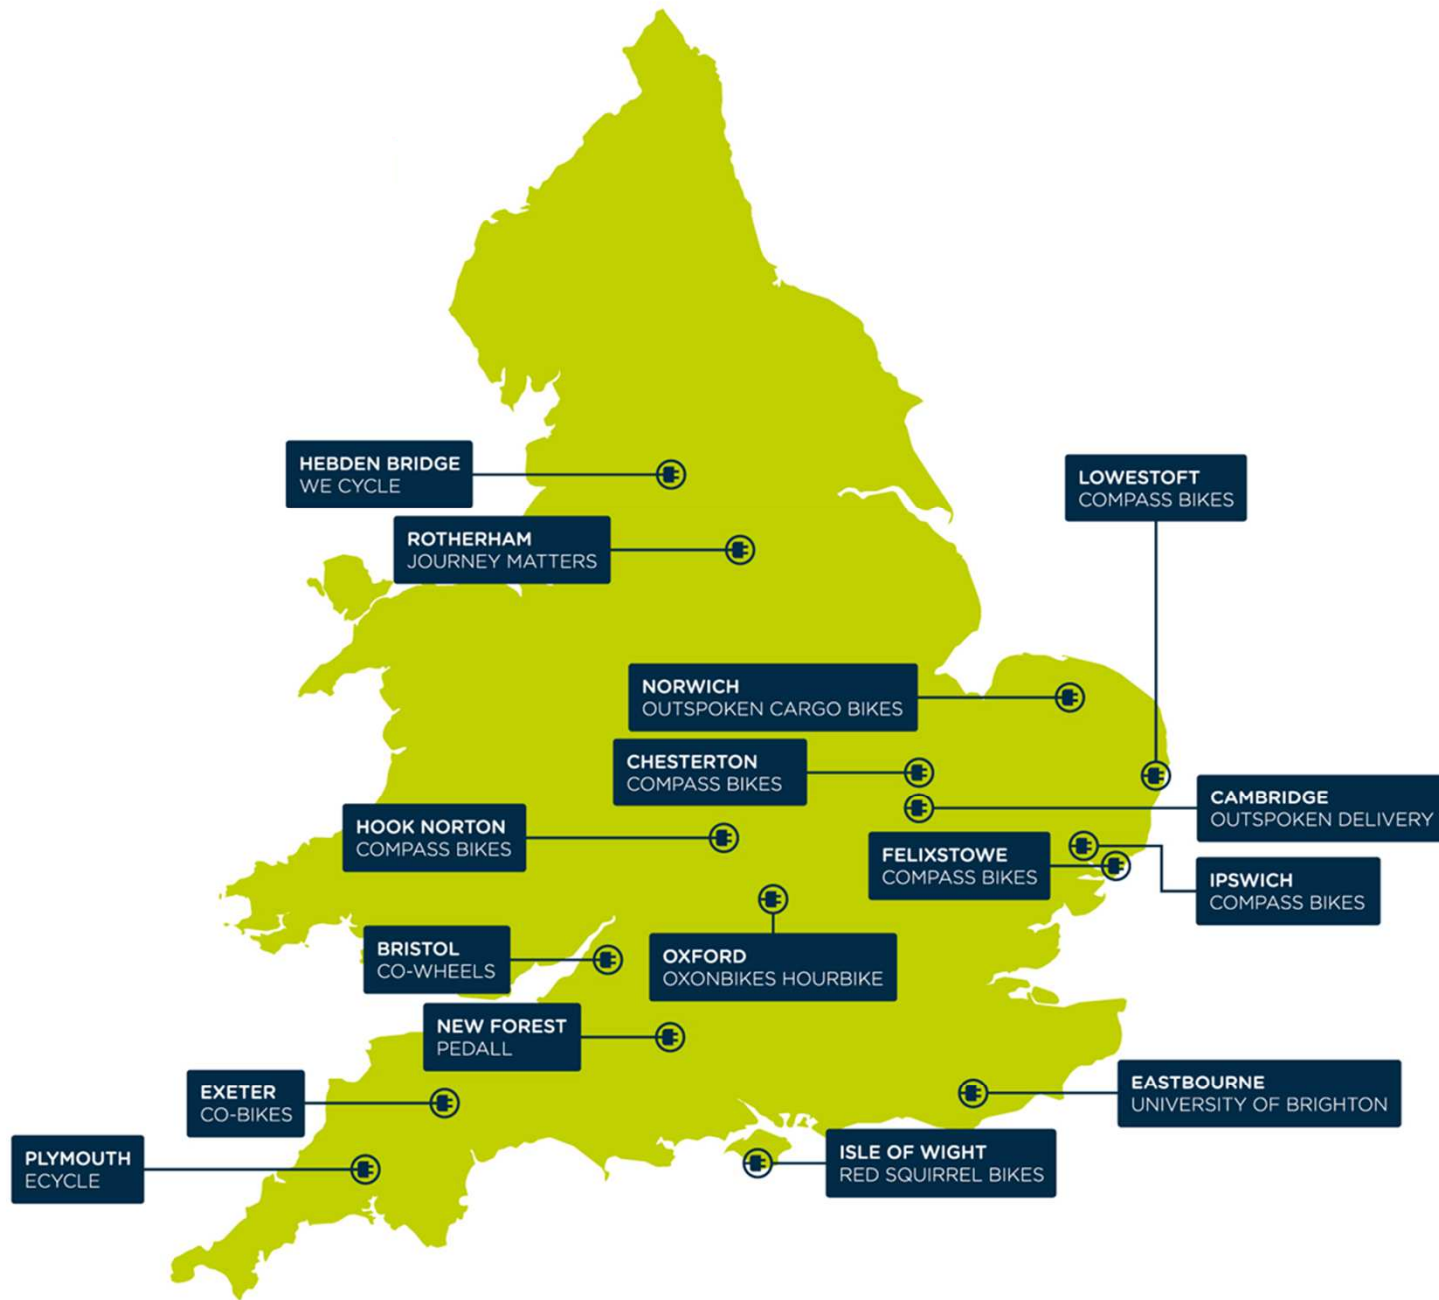 HEBDEN BRIDGE
WE CYCLE
LOWESTOFT
COMPASS BIKES
ROTHERHAM
JOURNEY MATTERS
NORWICH
OUTSPOKEN CARGO BIKES
CHESTERTON
COMPASS BIKES
CAMBRIDGE
OUTSPOKEN DELIVERY
HOOK NORTON
COMPASS BIKES
FELIXSTOWE
COMPASS BIKES
IPSWICH
COMPASS BIKES
BRISTOL
CO-WHEELS
OXFORD
OXONBIKES HOURBIKE
NEW FOREST
PEDALL
EXETER
CO-BIKES
EASTBOURNE
UNIVERSITY OF BRIGHTON
PLYMOUTH
ECYCLE
ISLE OF WIGHT
RED SQUIRREL BIKES